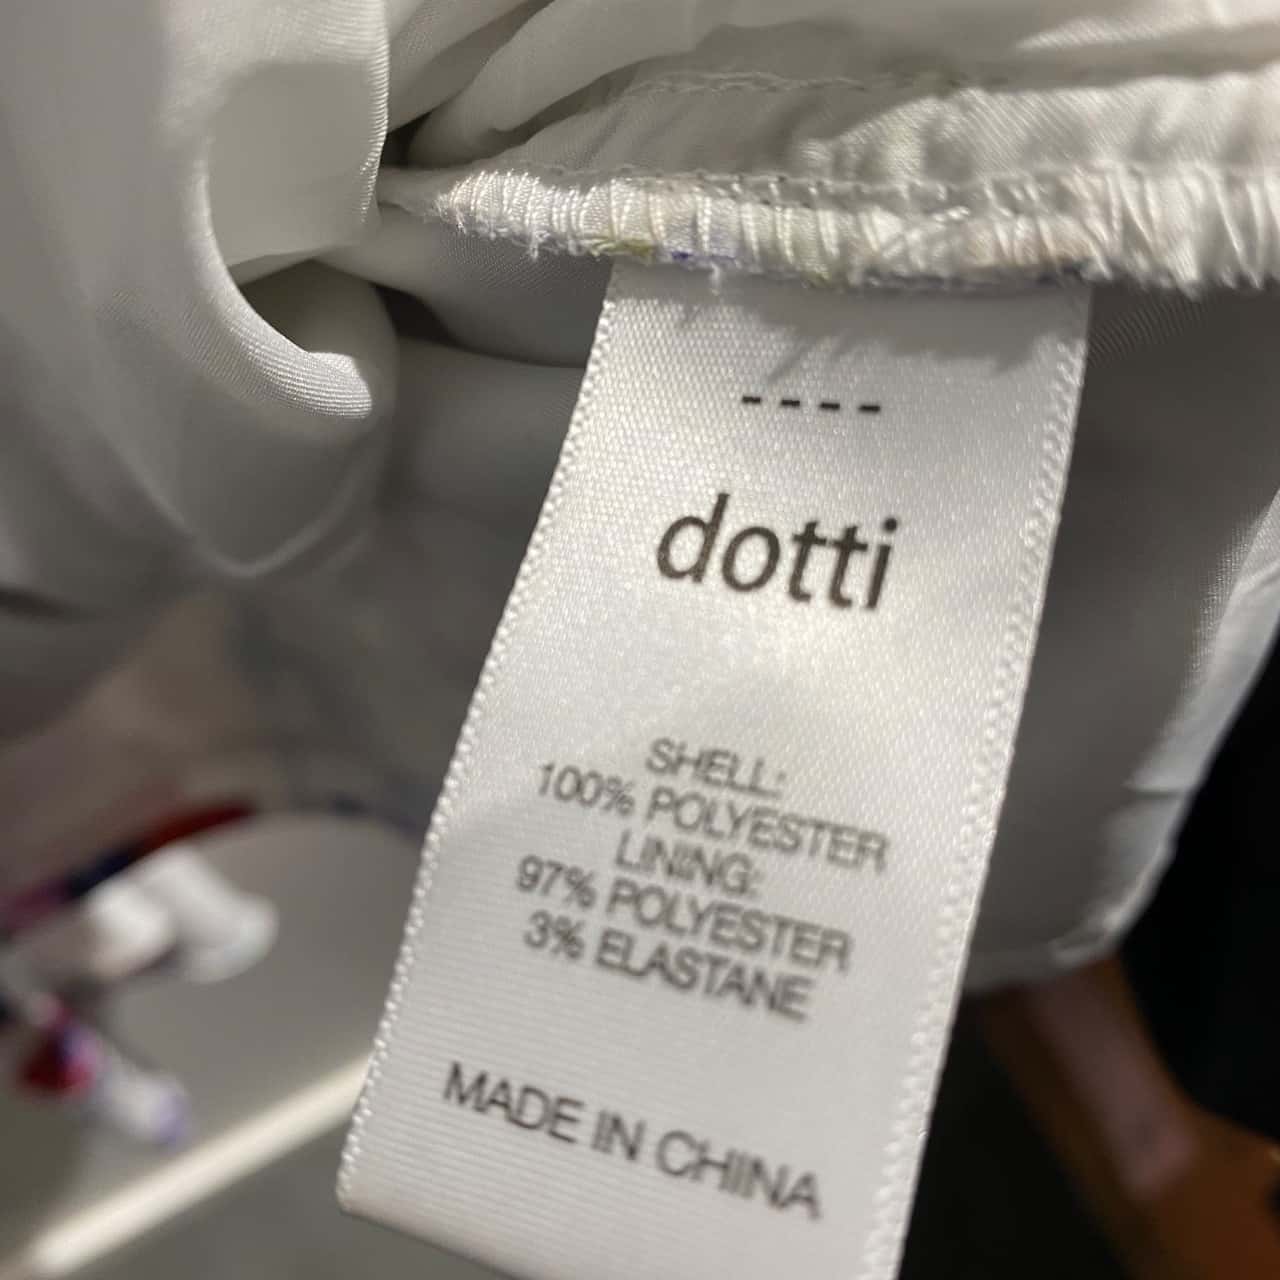 ----
dotti
SHELL:
100% POLYESTER
LINING:
97% POLYESTER
3% ELASTANE
MADE IN CHINA